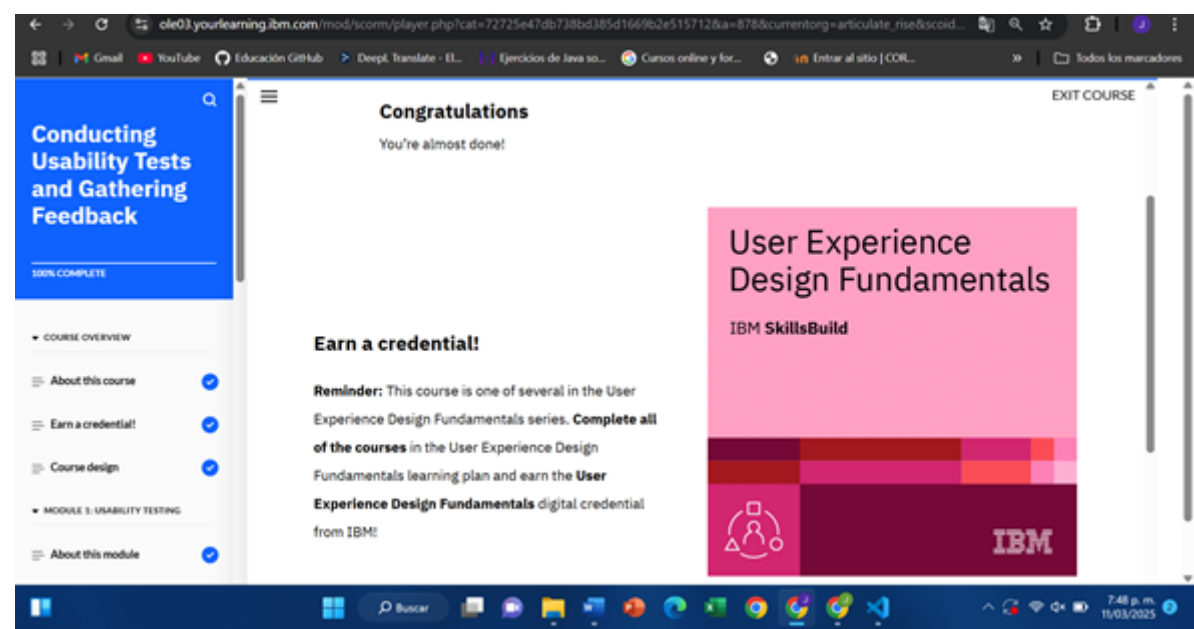 ole03.yourlearning.ibm.com/mod/scorm/player.php?cat=72725e47db738bd385d1669b2e515712&a=878&currentorg=articulate_rise&scoid...
Gmail YouTube Educación GitHub DeepL Translate - El... Ejercicios de Java so... Cursos online y for... Entrar al sitio | COR... » Todos los marcadores
EXIT COURSE
Conducting
Usability Tests
and Gathering
Feedback
100% COMPLETE
COURSE OVERVIEW
About this course
Earn a credential!
Course design
MODULE 1: USABILITY TESTING
About this module
Congratulations
You're almost done!
Earn a credential!
Reminder: This course is one of several in the User
Experience Design Fundamentals series. Complete all
of the courses in the User Experience Design
Fundamentals learning plan and earn the User
Experience Design Fundamentals digital credential
from IBM!
User Experience
Design Fundamentals
IBM SkillsBuild
IBM
Buscar
7:48 p. m.
11/03/2025
2